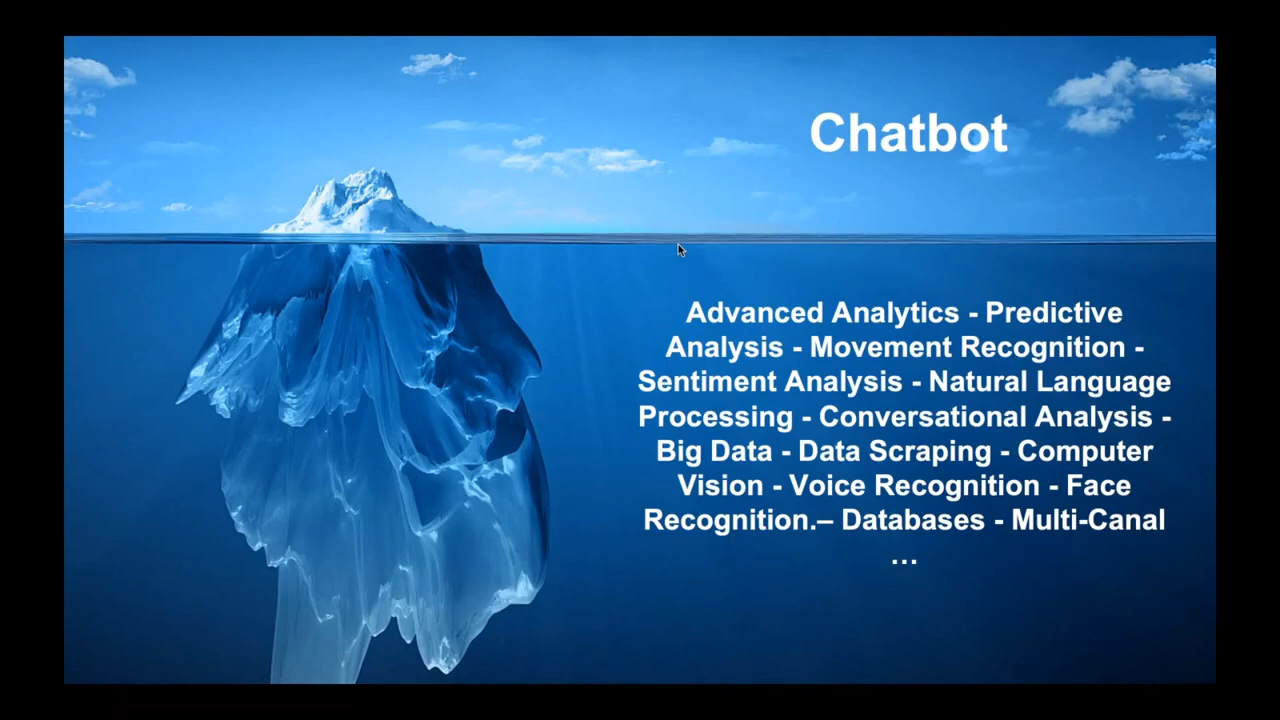 Chatbot
Advanced Analytics - Predictive
Analysis - Movement Recognition -
Sentiment Analysis - Natural Language
Processing - Conversational Analysis -
Big Data - Data Scraping - Computer
Vision - Voice Recognition - Face
Recognition.– Databases - Multi-Canal
…